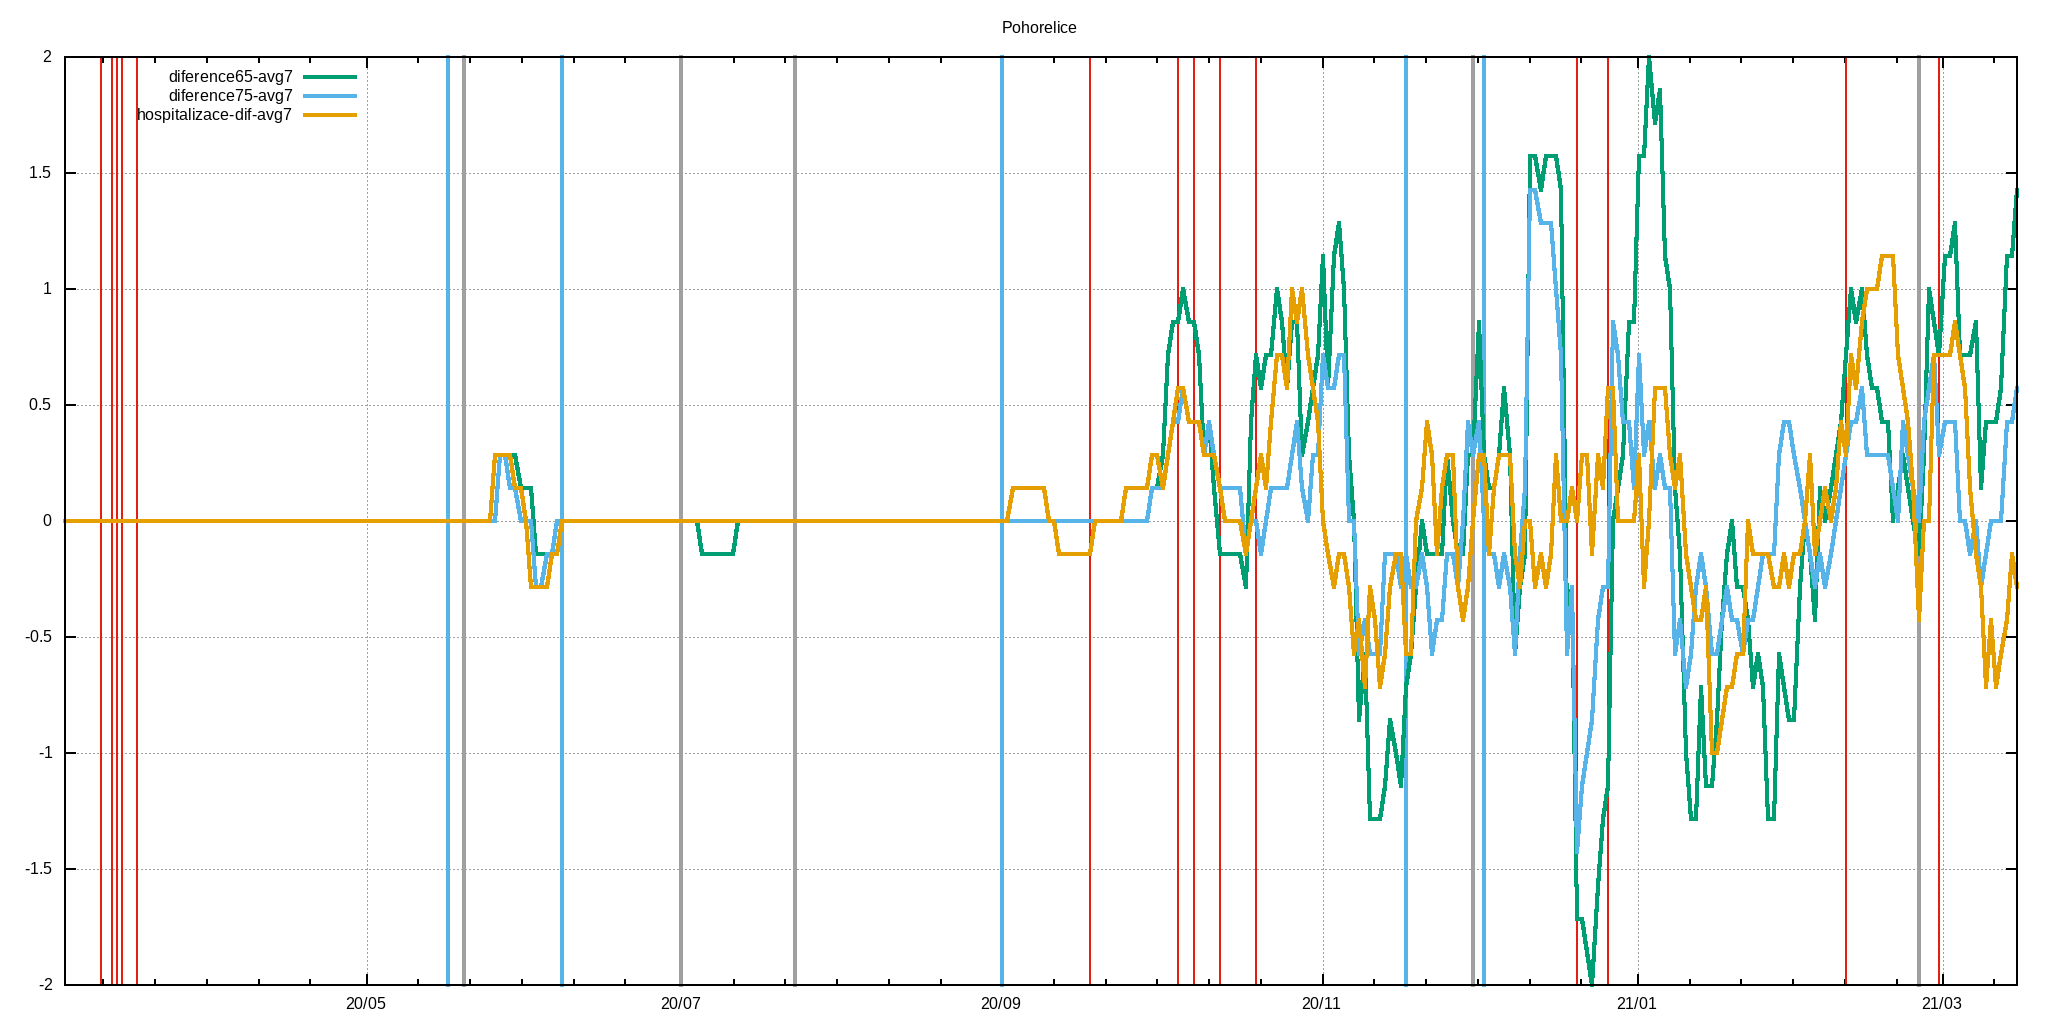 Pohorelice
2
diference65-avg7
diference75-avg7
hospitalizace-dif-avg7
1.5
1
0.5
0
-0.5
-1
-1.5
-2
20/05 20/07 20/09 20/11 21/01 21/03